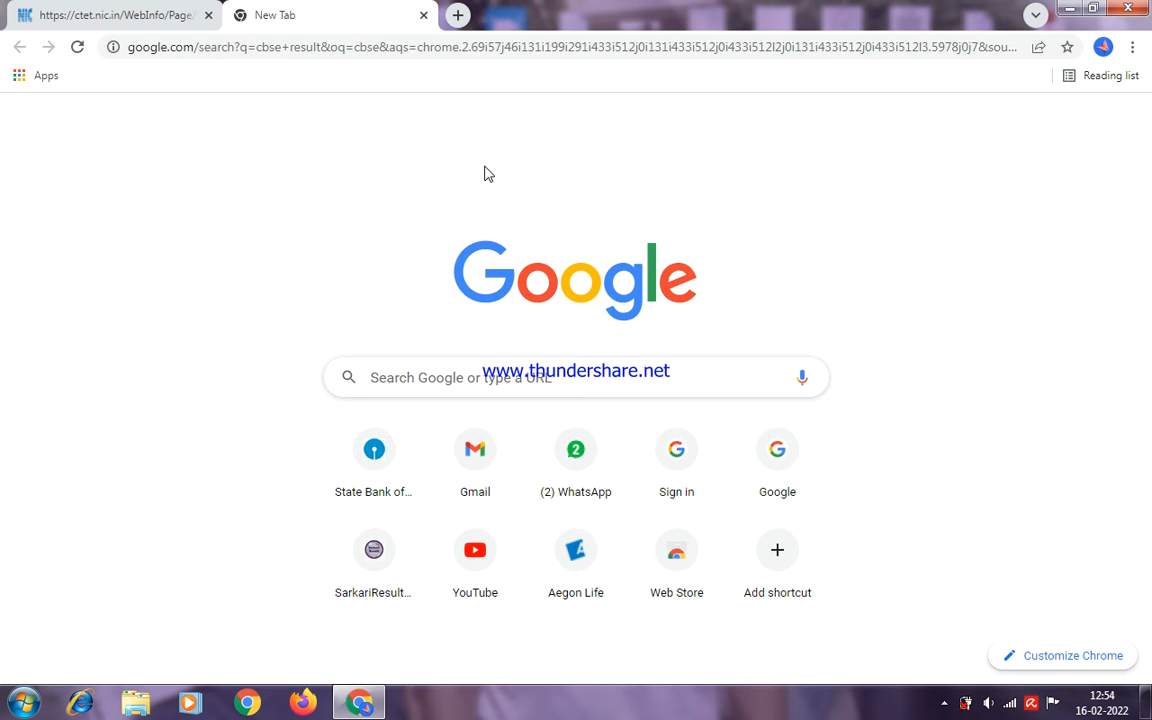 https://ctet.nic.in/WebInfo/Page/
New Tab
google.com/search?q=cbse+result&oq=cbse&aqs=chrome.2.69i57j46i131i199i291i433i512j0i131i433i512j0i433i512l2j0i131i433i512j0i433i512l3.5978j0j7&sou...
Apps
Reading list
Google
Search Google or type a URL
www.thundershare.net
State Bank of...
Gmail
(2) WhatsApp
Sign in
Google
SarkariResult...
YouTube
Aegon Life
Web Store
Add shortcut
Customize Chrome
12:54
16-02-2022